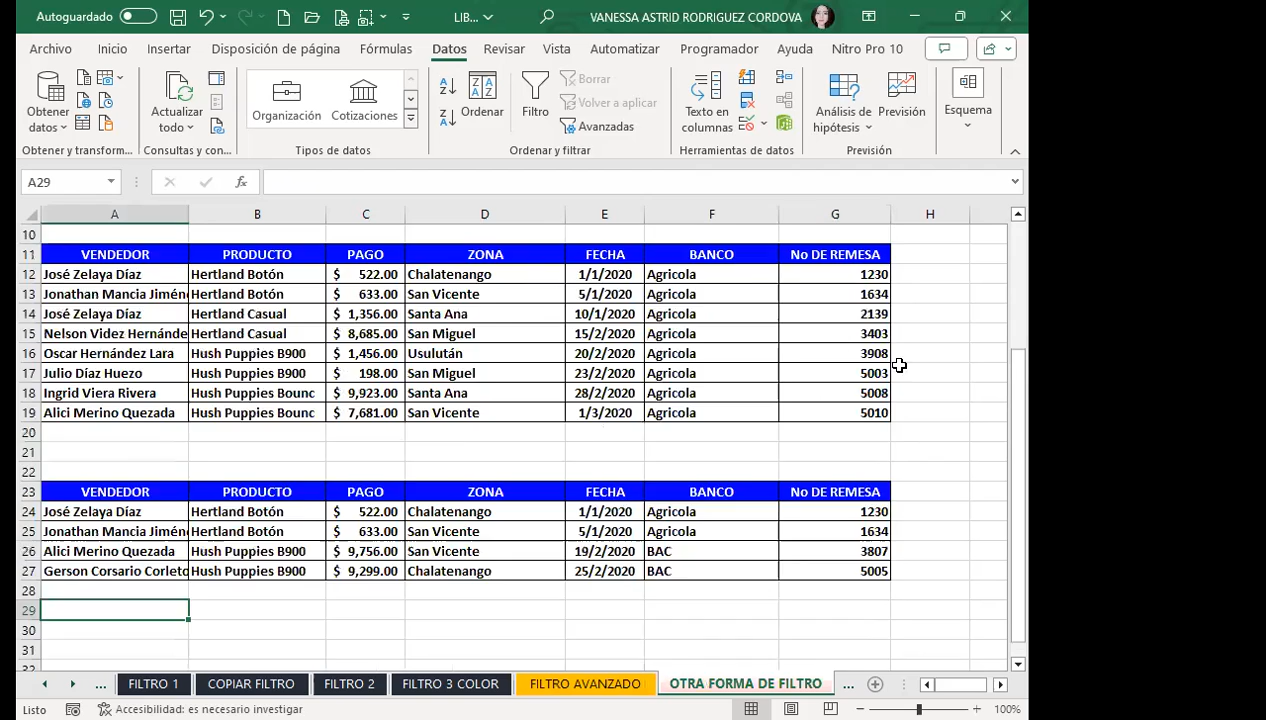 Autoguardado LIB... VANESSA ASTRID RODRIGUEZ CORDOVA
Archivo Inicio Insertar Disposición de página Fórmulas Datos Revisar Vista Automatizar Programador Ayuda Nitro Pro 10
Obtener datos
Actualizar todo
Organización Cotizaciones
Ordenar
Filtro
Borrar
Volver a aplicar
Avanzadas
Texto en columnas
Análisis de hipótesis
Previsión
Esquema
Obtener y transform... Consultas y con... Tipos de datos Ordenar y filtrar Herramientas de datos Previsión
A29 fx
A B C D E F G H
10
11 VENDEDOR PRODUCTO PAGO ZONA FECHA BANCO No DE REMESA
12 José Zelaya Díaz Hertland Botón $ 522.00 Chalatenango 1/1/2020 Agricola 1230
13 Jonathan Mancia Jimén Hertland Botón $ 633.00 San Vicente 5/1/2020 Agricola 1634
14 José Zelaya Díaz Hertland Casual $ 1,356.00 Santa Ana 10/1/2020 Agricola 2139
15 Nelson Videz Hernánde Hertland Casual $ 8,685.00 San Miguel 15/2/2020 Agricola 3403
16 Oscar Hernández Lara Hush Puppies B900 $ 1,456.00 Usulután 20/2/2020 Agricola 3908
17 Julio Díaz Huezo Hush Puppies B900 $ 198.00 San Miguel 23/2/2020 Agricola 5003
18 Ingrid Viera Rivera Hush Puppies Bounc $ 9,923.00 Santa Ana 28/2/2020 Agricola 5008
19 Alici Merino Quezada Hush Puppies Bounc $ 7,681.00 San Vicente 1/3/2020 Agricola 5010
20
21
22
23 VENDEDOR PRODUCTO PAGO ZONA FECHA BANCO No DE REMESA
24 José Zelaya Díaz Hertland Botón $ 522.00 Chalatenango 1/1/2020 Agricola 1230
25 Jonathan Mancia Jimén Hertland Botón $ 633.00 San Vicente 5/1/2020 Agricola 1634
26 Alici Merino Quezada Hush Puppies B900 $ 9,756.00 San Vicente 19/2/2020 BAC 3807
27 Gerson Corsario Corleto Hush Puppies B900 $ 9,299.00 Chalatenango 25/2/2020 BAC 5005
28
29
30
31
32
... FILTRO 1 COPIAR FILTRO FILTRO 2 FILTRO 3 COLOR FILTRO AVANZADO OTRA FORMA DE FILTRO ...
Listo Accesibilidad: es necesario investigar 100%